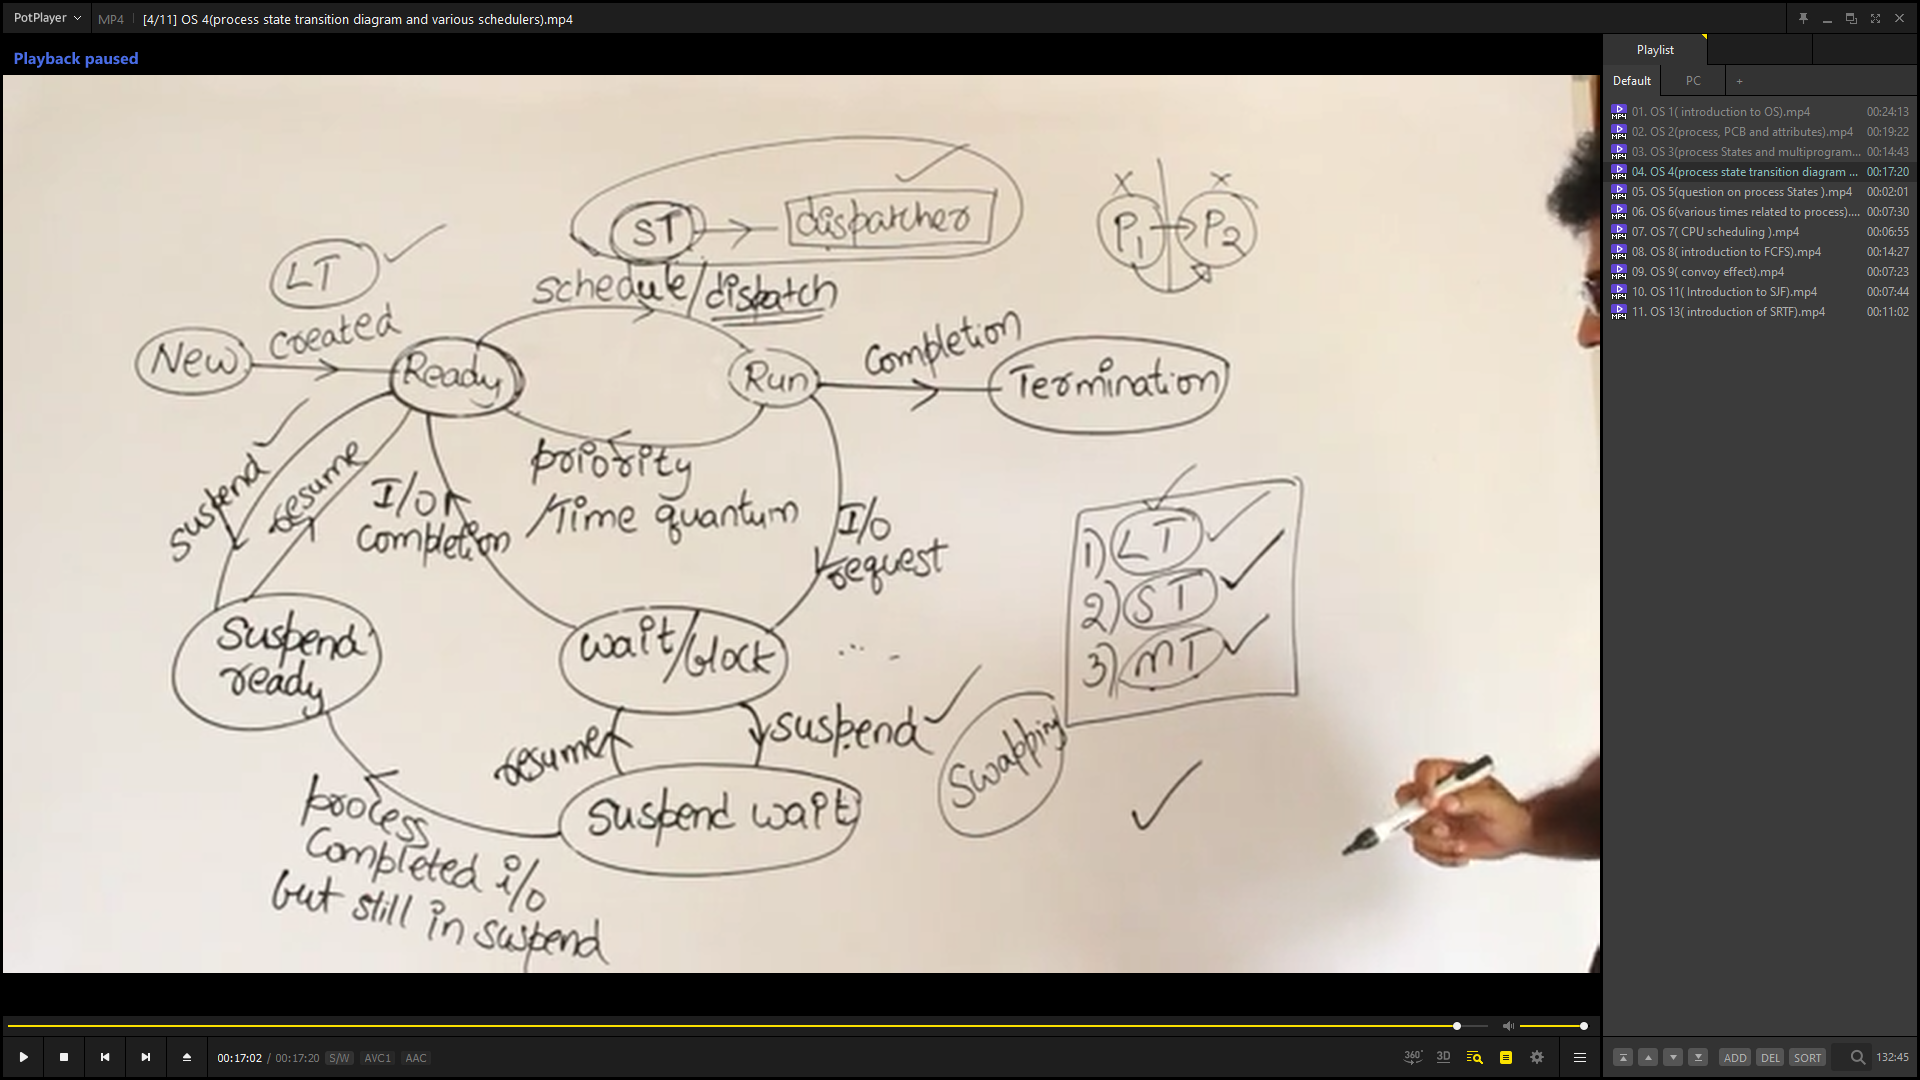 PotPlayer
MP4
[4/11] OS 4(process state transition diagram and various schedulers).mp4
Playback paused
ST
dispatcher
P1
P2
X
X
LT
schedule/dispatch
New
created
Ready
Run
completion
Termination
suspend
resume
I/O
completion
priority
/Time quantum
I/O
request
1) LT
2) ST
3) MT
suspend
ready
wait/block
resume
suspend
swapping
suspend wait
process
completed i/o
but still in suspend
Playlist
Default
PC
+
01. OS 1( introduction to OS).mp4 00:24:13
02. OS 2(process, PCB and attributes).mp4 00:19:22
03. OS 3(process States and multiprogram... 00:14:43
04. OS 4(process state transition diagram ... 00:17:20
05. OS 5(question on process States ).mp4 00:02:01
06. OS 6(various times related to process).... 00:07:30
07. OS 7( CPU scheduling ).mp4 00:06:55
08. OS 8( introduction to FCFS).mp4 00:14:27
09. OS 9( convoy effect).mp4 00:07:23
10. OS 11( Introduction to SJF).mp4 00:07:44
11. OS 13( introduction of SRTF).mp4 00:11:02
00:17:02 / 00:17:20 S/W AVC1 AAC
360° 3D
ADD DEL SORT 132:45